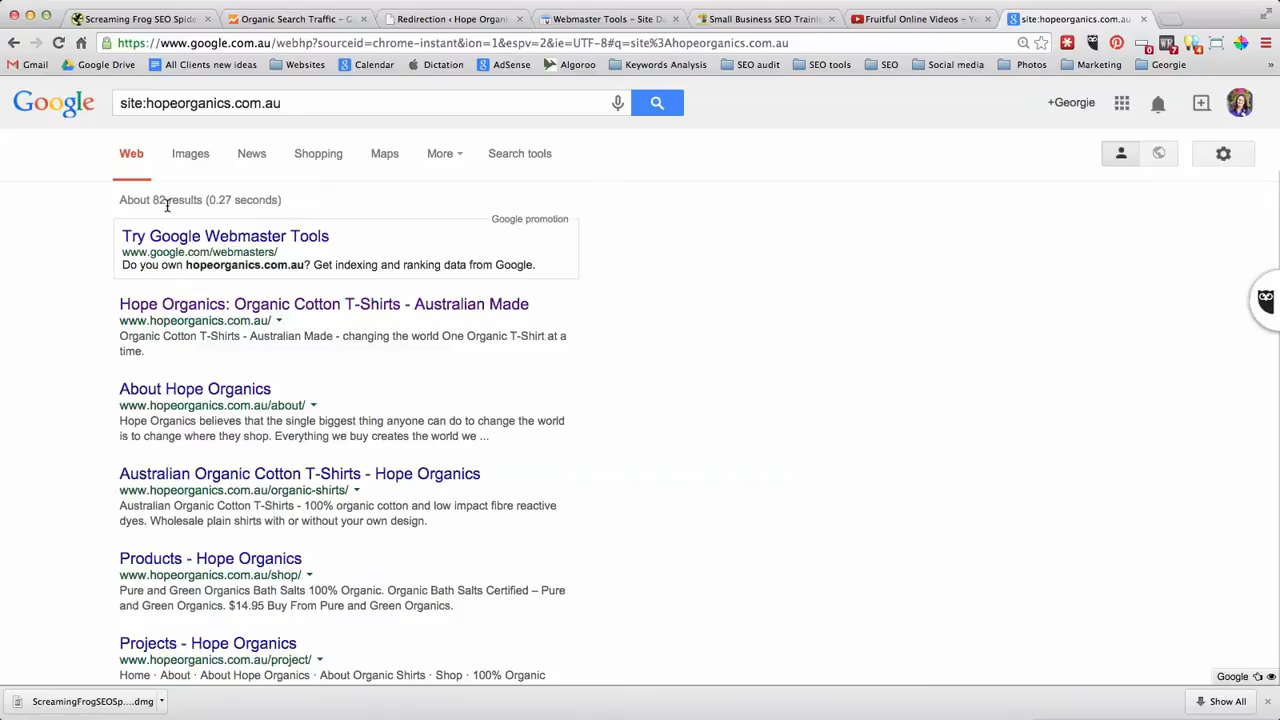 Screaming Frog SEO Spide
Organic Search Traffic - G
Redirection ‹ Hope Organi
Webmaster Tools - Site Da
Small Business SEO Traini
Fruitful Online Videos - Yo
site:hopeorganics.com.au
https://www.google.com.au/webhp?sourceid=chrome-instant&ion=1&espv=2&ie=UTF-8#q=site%3Ahopeorganics.com.au
Gmail
Google Drive
All Clients new ideas
Websites
Calendar
Dictation
AdSense
Algoroo
Keywords Analysis
SEO audit
SEO tools
SEO
Social media
Photos
Marketing
Georgie
»
Google
site:hopeorganics.com.au
+Georgie
Web
Images
News
Shopping
Maps
More
Search tools
About 82 results (0.27 seconds)
Google promotion
Try Google Webmaster Tools
www.google.com/webmasters/
Do you own hopeorganics.com.au? Get indexing and ranking data from Google.
Hope Organics: Organic Cotton T-Shirts - Australian Made
www.hopeorganics.com.au/
Organic Cotton T-Shirts - Australian Made - changing the world One Organic T-Shirt at a
time.
About Hope Organics
www.hopeorganics.com.au/about/
Hope Organics believes that the single biggest thing anyone can do to change the world
is to change where they shop. Everything we buy creates the world we ...
Australian Organic Cotton T-Shirts - Hope Organics
www.hopeorganics.com.au/organic-shirts/
Australian Organic Cotton T-Shirts - 100% organic cotton and low impact fibre reactive
dyes. Wholesale plain shirts with or without your own design.
Products - Hope Organics
www.hopeorganics.com.au/shop/
Pure and Green Organics Bath Salts 100% Organic. Organic Bath Salts Certified – Pure
and Green Organics. $14.95 Buy From Pure and Green Organics.
Projects - Hope Organics
www.hopeorganics.com.au/project/
Home · About · About Hope Organics · About Organic Shirts · Shop · 100% Organic
Google
ScreamingFrogSEOSp....dmg
Show All